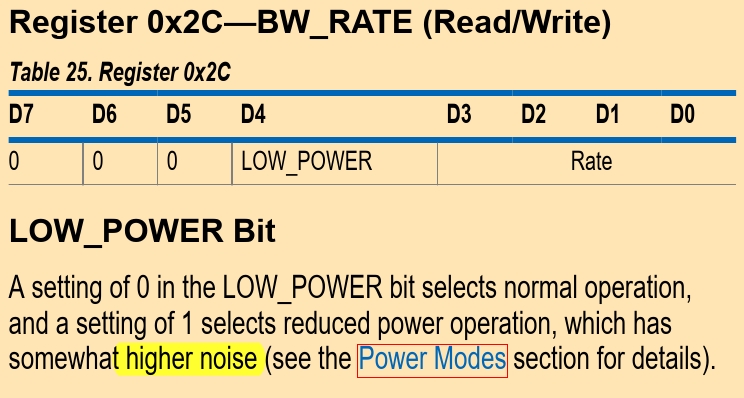 Register 0x2C—BW_RATE (Read/Write)
Table 25. Register 0x2C
D7 D6 D5 D4 D3 D2 D1 D0
0 0 0 LOW_POWER Rate
LOW_POWER Bit
A setting of 0 in the LOW_POWER bit selects normal operation,
and a setting of 1 selects reduced power operation, which has
somewhat higher noise (see the Power Modes section for details).